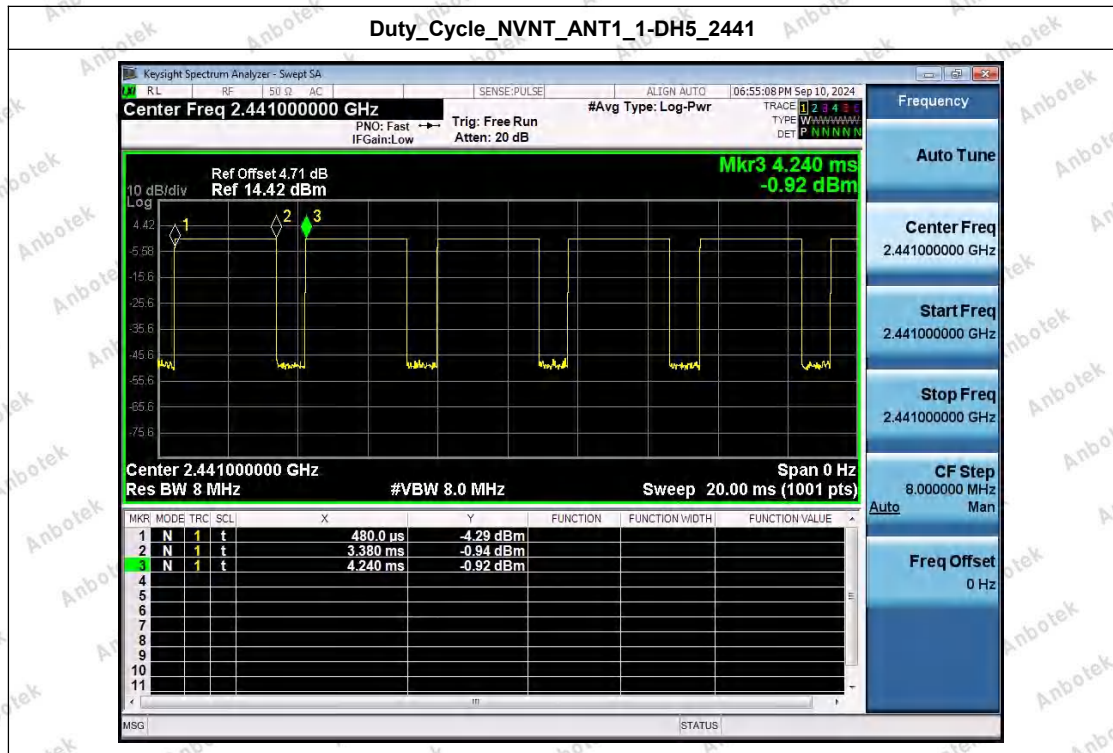 Duty_Cycle_NVNT_ANT1_1-DH5_2441
Keysight Spectrum Analyzer - Swept SA
RL RF 50 Ω AC SENSE:PULSE ALIGN AUTO 06:55:08 PM Sep 10, 2024
Center Freq 2.441000000 GHz
PNO: Fast
IFGain:Low
Trig: Free Run
Atten: 20 dB
#Avg Type: Log-Pwr
TRACE 1 2 3 4 5 6
TYPE WWWWWW
DET P N N N N N
Mkr3 4.240 ms
-0.92 dBm
Ref Offset 4.71 dB
10 dB/div Ref 14.42 dBm
Log
4.42
-5.58
-15.6
-25.6
-35.6
-45.6
-55.6
-65.6
-75.6
1 2 3
Center 2.441000000 GHz Span 0 Hz
Res BW 8 MHz #VBW 8.0 MHz Sweep 20.00 ms (1001 pts)
MKR MODE TRC SCL X Y FUNCTION FUNCTION WIDTH FUNCTION VALUE
1 N 1 t 480.0 µs -4.29 dBm
2 N 1 t 3.380 ms -0.94 dBm
3 N 1 t 4.240 ms -0.92 dBm
4
5
6
7
8
9
10
11
MSG STATUS
Frequency
Auto Tune
Center Freq
2.441000000 GHz
Start Freq
2.441000000 GHz
Stop Freq
2.441000000 GHz
CF Step
8.000000 MHz
Auto Man
Freq Offset
0 Hz
Anbotek